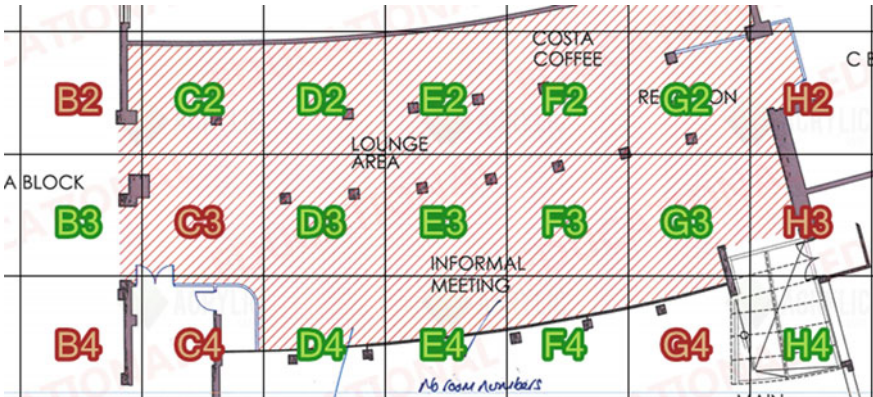 COSTA
COFFEE
C B
B2 C2 D2 E2 F2 G2 H2
RECEPTION
LOUNGE
AREA
A BLOCK
B3 C3 D3 E3 F3 G3 H3
INFORMAL
MEETING
B4 C4 D4 E4 F4 G4 H4
No room numbers
MAIN